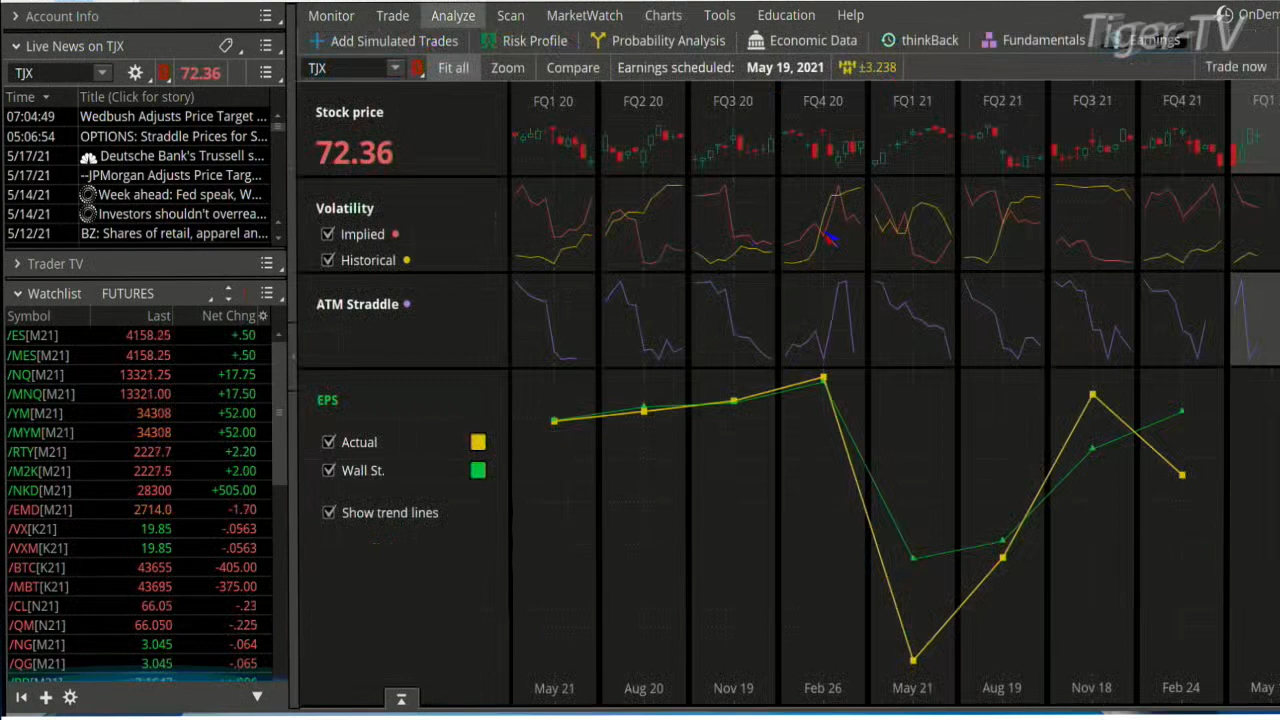 Account Info
Live News on TJX
TJX 72.36
Time Title (Click for story)
07:04:49 Wedbush Adjusts Price Target ...
05:06:54 OPTIONS: Straddle Prices for S...
5/17/21 Deutsche Bank's Trussell s...
5/17/21 --JPMorgan Adjusts Price Targ...
5/14/21 Week ahead: Fed speak, W...
5/14/21 Investors shouldn't overrea...
5/12/21 BZ: Shares of retail, apparel an...
Trader TV
Watchlist FUTURES
Symbol Last Net Chng
/ES[M21] 4158.25 +.50
/MES[M21] 4158.25 +.50
/NQ[M21] 13321.25 +17.75
/MNQ[M21] 13321.00 +17.50
/YM[M21] 34308 +52.00
/MYM[M21] 34308 +52.00
/RTY[M21] 2227.7 +2.20
/M2K[M21] 2227.5 +2.00
/NKD[M21] 28300 +505.00
/EMD[M21] 2714.0 -1.70
/VX[K21] 19.85 -.0563
/VXM[K21] 19.85 -.0563
/BTC[K21] 43655 -405.00
/MBT[K21] 43695 -375.00
/CL[N21] 66.05 -.23
/QM[N21] 66.050 -.225
/NG[M21] 3.045 -.064
/QG[M21] 3.045 -.065
Monitor Trade Analyze Scan MarketWatch Charts Tools Education Help
Tiger-TV
OnDem
Add Simulated Trades Risk Profile Probability Analysis Economic Data thinkBack Fundamentals Earnings
TJX Fit all Zoom Compare Earnings scheduled: May 19, 2021 ±3.238 Trade now
FQ1 20 FQ2 20 FQ3 20 FQ4 20 FQ1 21 FQ2 21 FQ3 21 FQ4 21 FQ1
Stock price
72.36
Volatility
Implied
Historical
ATM Straddle
EPS
Actual
Wall St.
Show trend lines
May 21 Aug 20 Nov 19 Feb 26 May 21 Aug 19 Nov 18 Feb 24 May